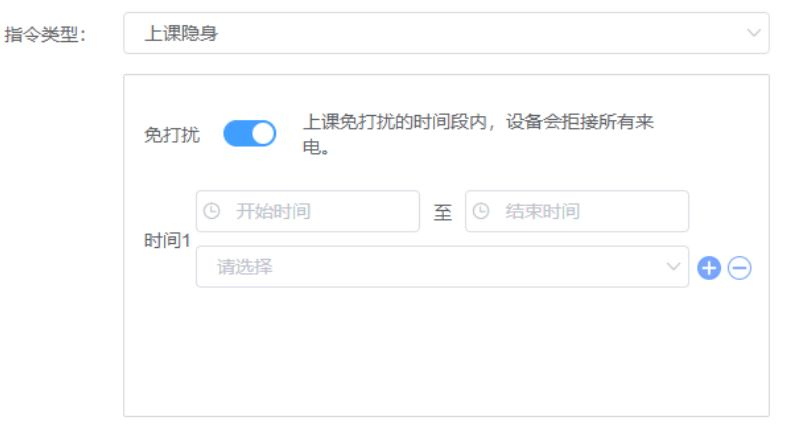 指令类型：
上课隐身
免打扰
上课免打扰的时间段内，设备会拒接所有来
电。
开始时间 至 结束时间
时间1
请选择